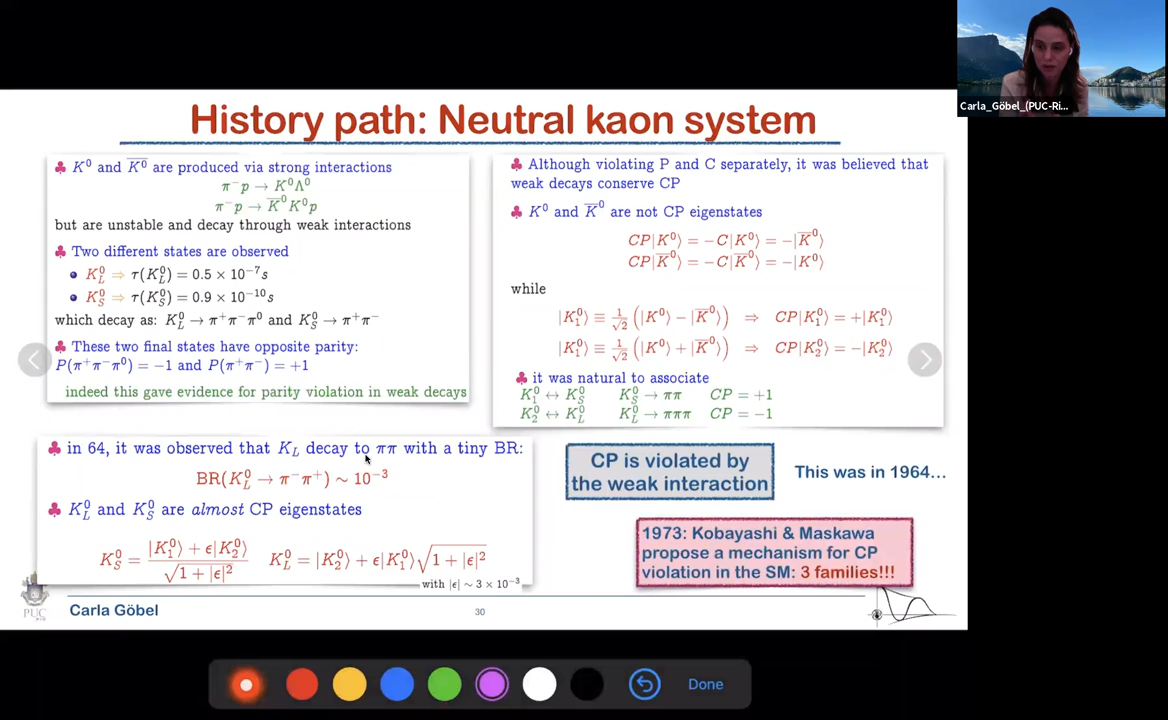 Carla_Göbel_(PUC-Ri...
History path: Neutral kaon system
♣ K⁰ and K̅⁰ are produced via strong interactions
π⁻p → K⁰Λ⁰
π⁻p → K̅⁰K⁰p
but are unstable and decay through weak interactions
♣ Two different states are observed
• K⁰_L ⇒ τ(K⁰_L) = 0.5 × 10⁻⁷s
• K⁰_S ⇒ τ(K⁰_S) = 0.9 × 10⁻¹⁰s
which decay as: K⁰_L → π⁺π⁻π⁰ and K⁰_S → π⁺π⁻
♣ These two final states have opposite parity:
P(π⁺π⁻π⁰) = −1 and P(π⁺π⁻) = +1
indeed this gave evidence for parity violation in weak decays
♣ Although violating P and C separately, it was believed that
weak decays conserve CP
♣ K⁰ and K̅⁰ are not CP eigenstates
CP|K⁰⟩ = −C|K⁰⟩ = −|K̅⁰⟩
CP|K̅⁰⟩ = −C|K̅⁰⟩ = −|K⁰⟩
while
|K⁰₁⟩ ≡ 1/√2 (|K⁰⟩ − |K̅⁰⟩) ⇒ CP|K⁰₁⟩ = +|K⁰₁⟩
|K⁰₁⟩ ≡ 1/√2 (|K⁰⟩ + |K̅⁰⟩) ⇒ CP|K⁰₂⟩ = −|K⁰₂⟩
♣ it was natural to associate
K⁰₁ ↔ K⁰_S K⁰_S → ππ CP = +1
K⁰₂ ↔ K⁰_L K⁰_L → πππ CP = −1
♣ in 64, it was observed that K_L decay to ππ with a tiny BR:
BR(K⁰_L → π⁻π⁺) ∼ 10⁻³
♣ K⁰_L and K⁰_S are almost CP eigenstates
K⁰_S = (|K⁰₁⟩ + ϵ|K⁰₂⟩)/√(1 + |ϵ|²) K⁰_L = |K⁰₂⟩ + ϵ|K⁰₁⟩√(1 + |ϵ|²)
with |ϵ| ∼ 3 × 10⁻³
CP is violated by
the weak interaction
This was in 1964...
1973: Kobayashi & Maskawa
propose a mechanism for CP
violation in the SM: 3 families!!!
PUC
Carla Göbel
30
Done